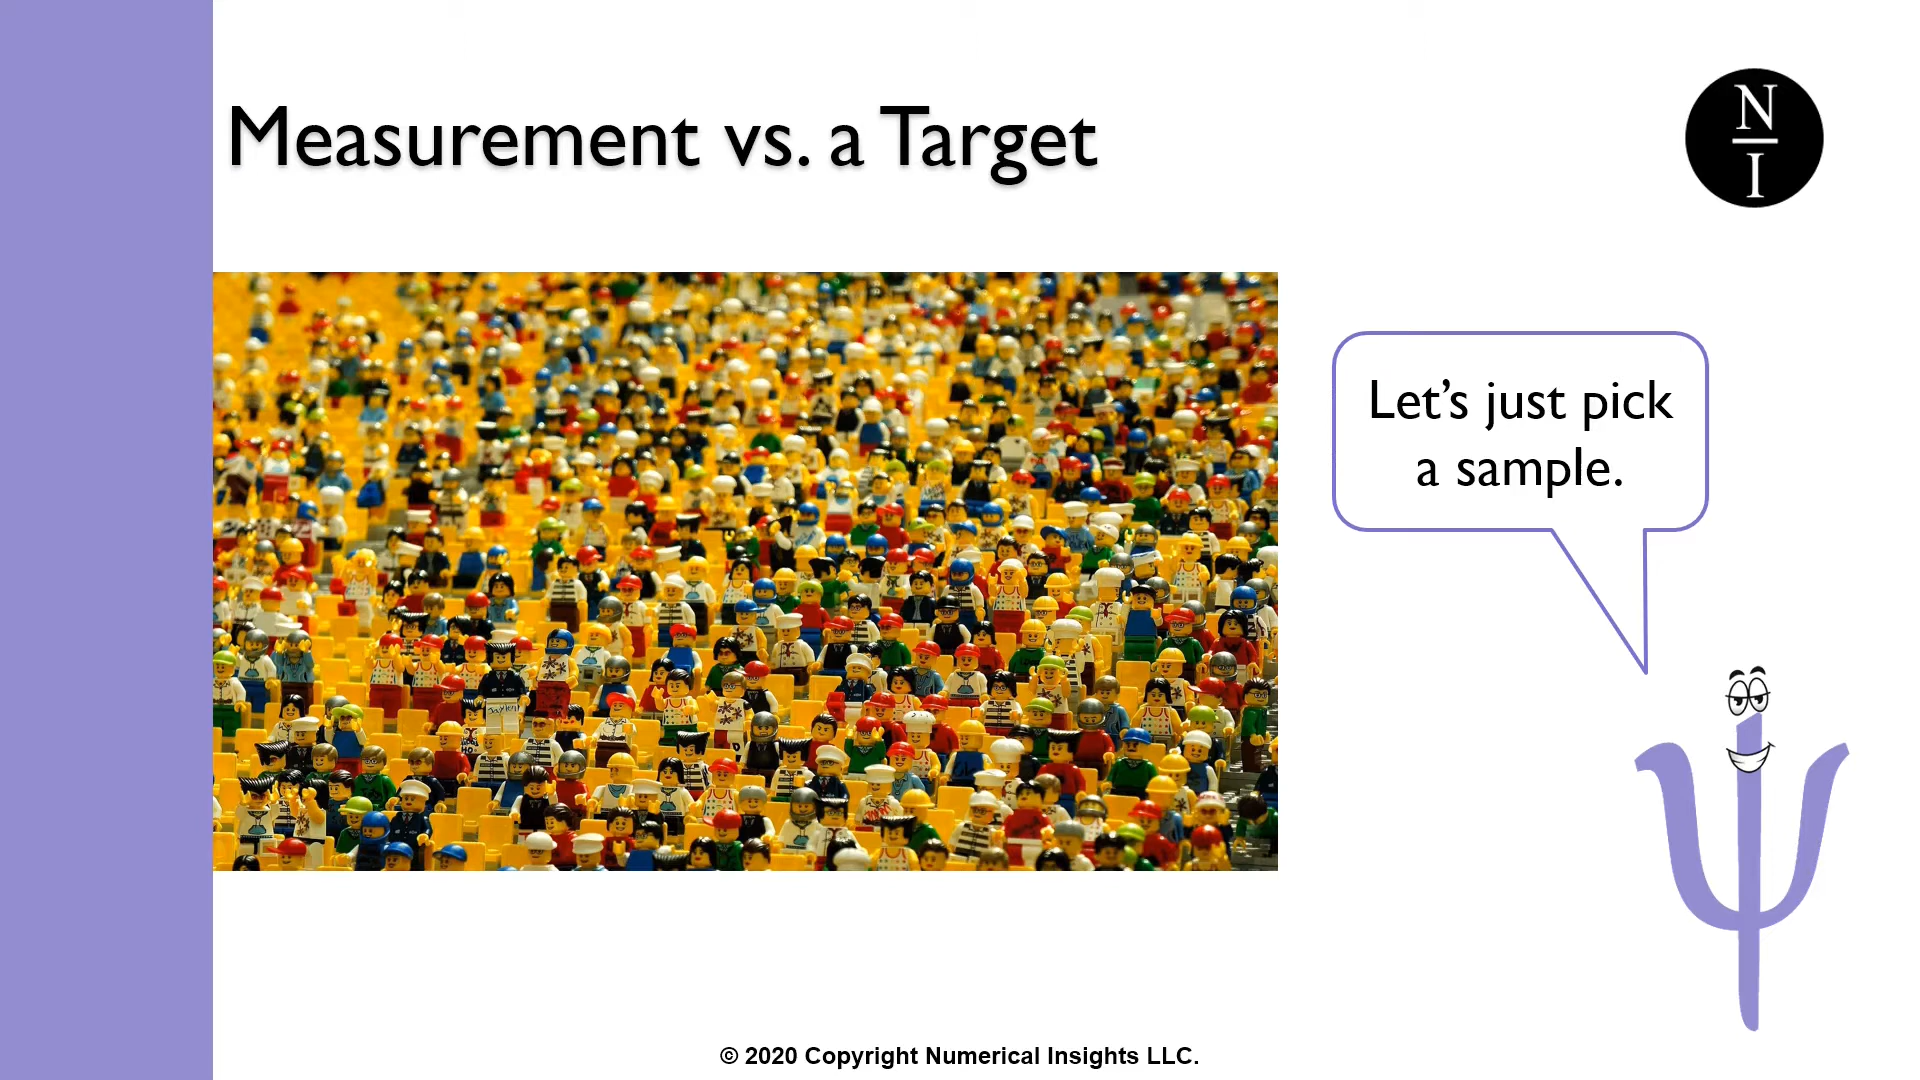 Measurement vs. a Target
N
I
Let’s just pick
a sample.
© 2020 Copyright Numerical Insights LLC.